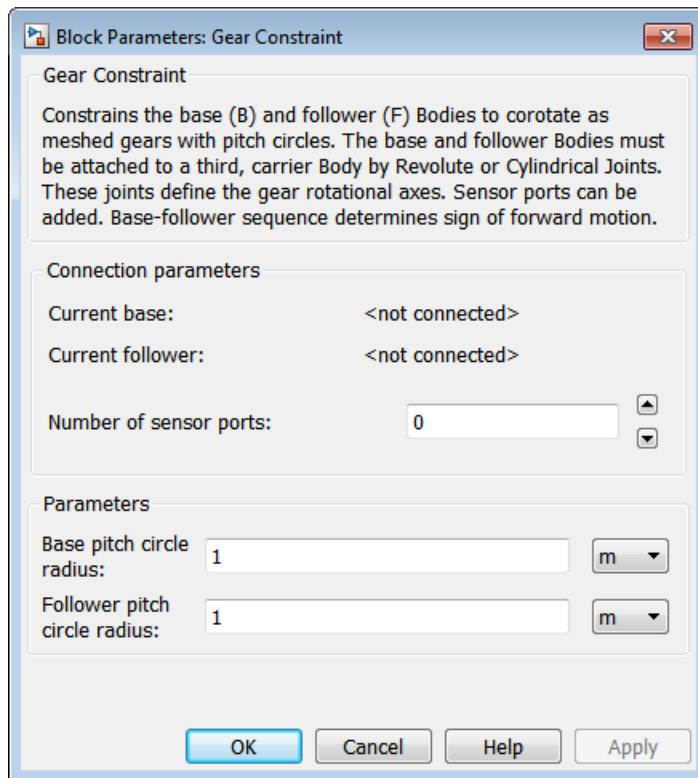 Block Parameters: Gear Constraint
Gear Constraint
Constrains the base (B) and follower (F) Bodies to corotate as
meshed gears with pitch circles. The base and follower Bodies must
be attached to a third, carrier Body by Revolute or Cylindrical Joints.
These joints define the gear rotational axes. Sensor ports can be
added. Base-follower sequence determines sign of forward motion.
Connection parameters
Current base: <not connected>
Current follower: <not connected>
Number of sensor ports: 0
Parameters
Base pitch circle
radius: 1 m
Follower pitch
circle radius: 1 m
OK Cancel Help Apply